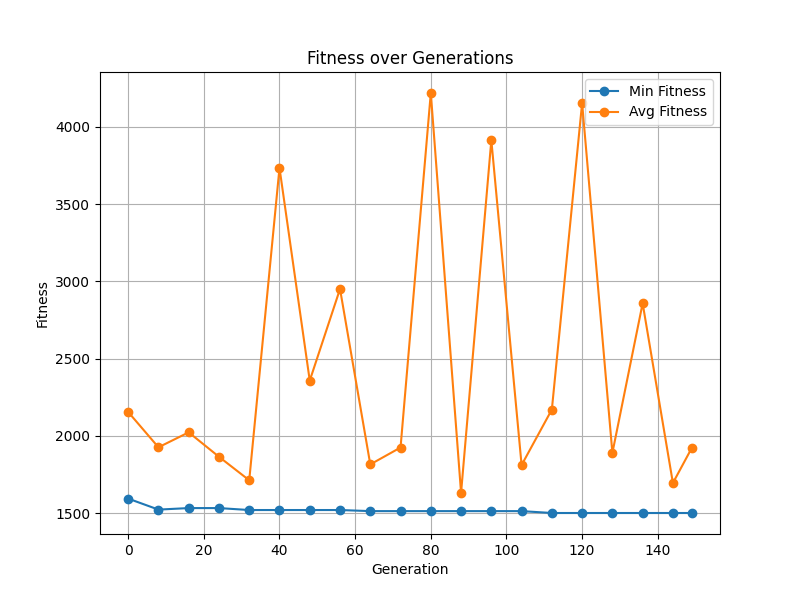 Fitness over Generations
Min Fitness
Avg Fitness
4000
3500
3000
2500
2000
1500
Fitness
0 20 40 60 80 100 120 140
Generation